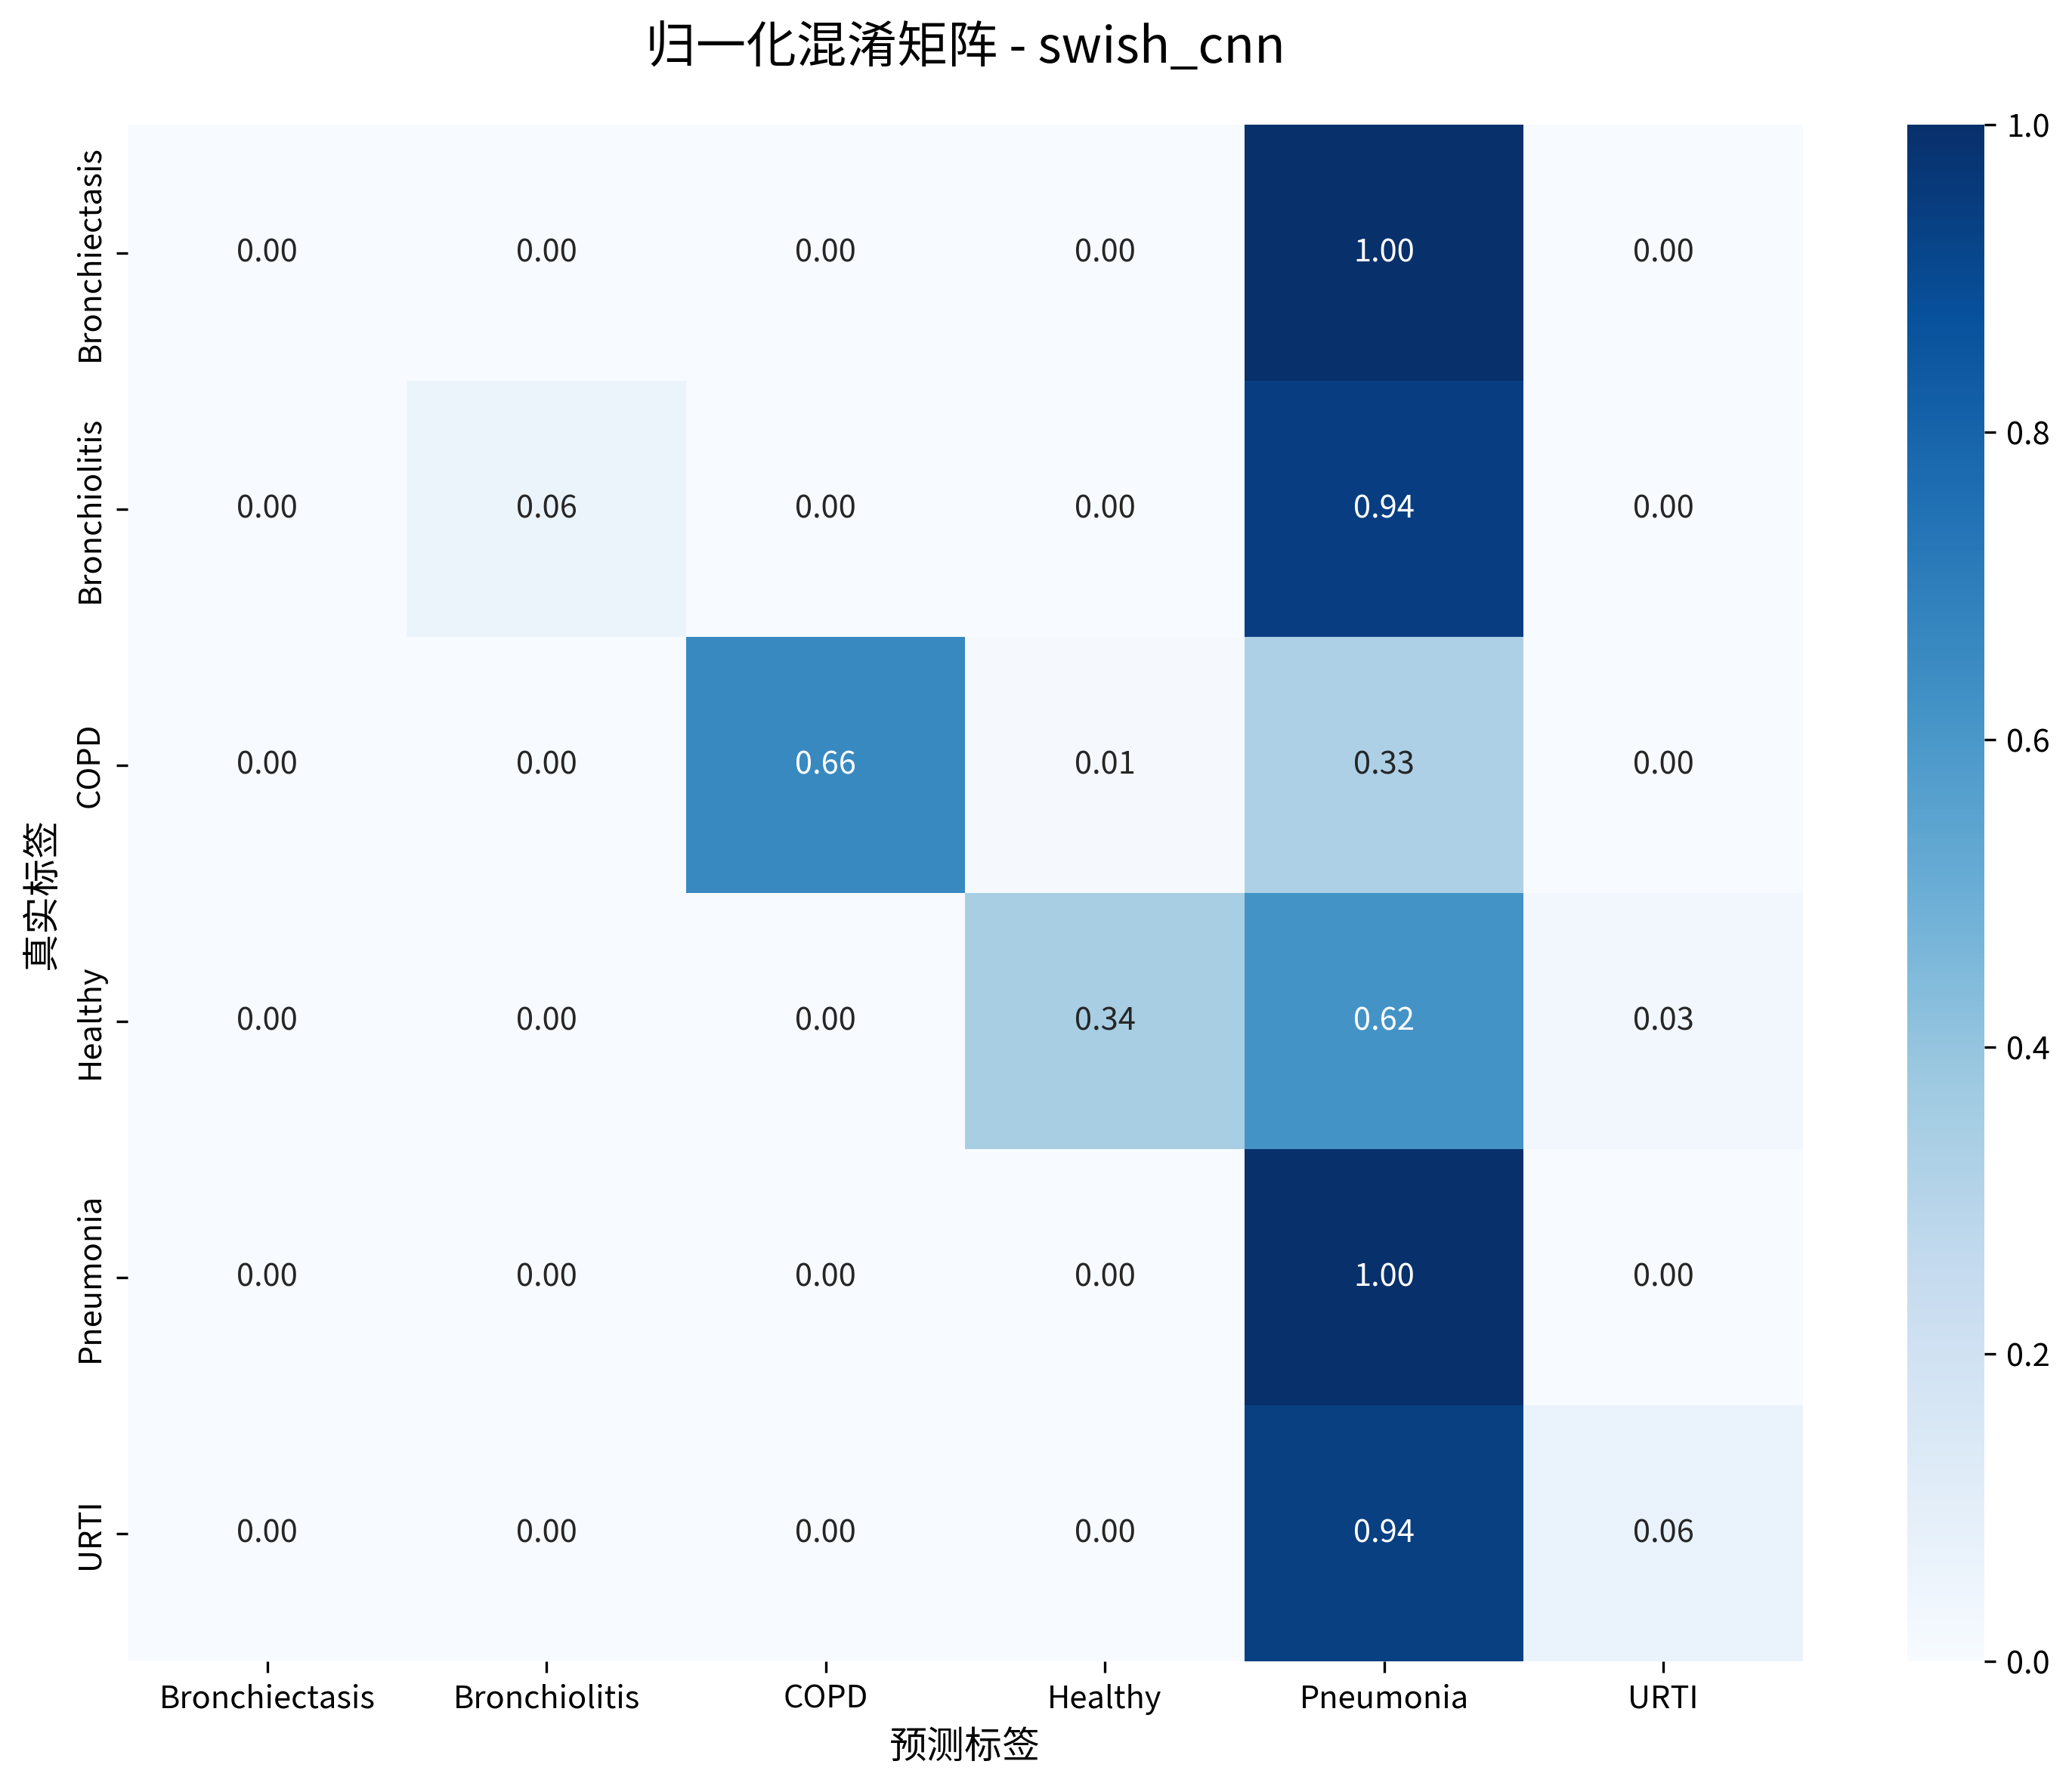 归一化混淆矩阵 - swish_cnn
真实标签
Bronchiectasis
0.00 0.00 0.00 0.00 1.00 0.00
Bronchiolitis
0.00 0.06 0.00 0.00 0.94 0.00
COPD
0.00 0.00 0.66 0.01 0.33 0.00
Healthy
0.00 0.00 0.00 0.34 0.62 0.03
Pneumonia
0.00 0.00 0.00 0.00 1.00 0.00
URTI
0.00 0.00 0.00 0.00 0.94 0.06
Bronchiectasis Bronchiolitis COPD Healthy Pneumonia URTI
预测标签
1.0
0.8
0.6
0.4
0.2
0.0